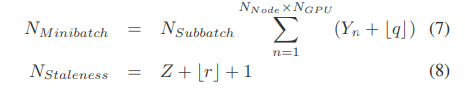 N_{Minibatch} = N_{Subbatch} \sum_{n=1}^{N_{Node} \times N_{GPU}} (Y_n + \lfloor q \rfloor) (7)
N_{Staleness} = Z + \lfloor r \rfloor + 1 (8)